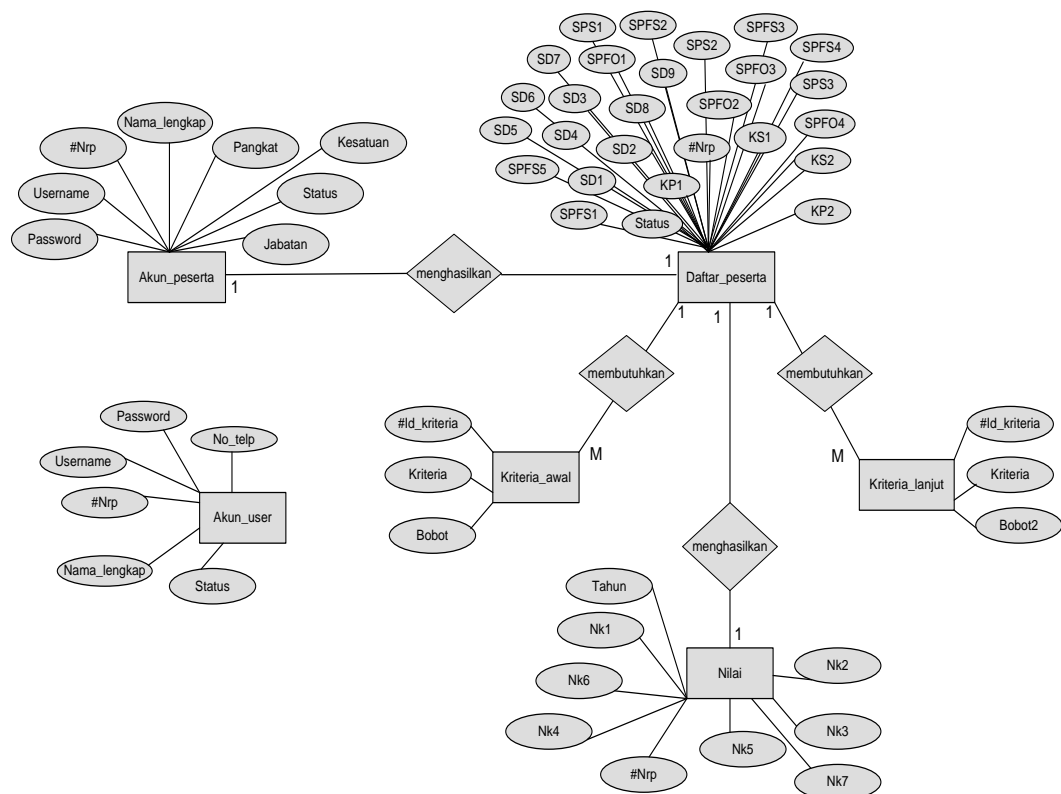 SPS1
SPFS2
SPFS3
SPS2
SPFS4
SD7
SPFO1
SD9
SPFO3
SPS3
SD6
SD3
SD8
SPFO2
SD5
SD4
SD2
#Nrp
KS1
SPFO4
SPFS5
SD1
KP1
KS2
SPFS1
Status
KP2
Nama_lengkap
#Nrp
Pangkat
Kesatuan
Username
Status
Password
Jabatan
Akun_peserta
1
menghasilkan
1
Daftar_peserta
1
1
1
membutuhkan
membutuhkan
Password
No_telp
Username
#Nrp
Akun_user
Nama_lengkap
Status
#Id_kriteria
Kriteria
Bobot
Kriteria_awal
M
M
Kriteria_lanjut
#Id_kriteria
Kriteria
Bobot2
menghasilkan
1
Tahun
Nk1
Nk6
Nk4
#Nrp
Nilai
Nk5
Nk2
Nk3
Nk7